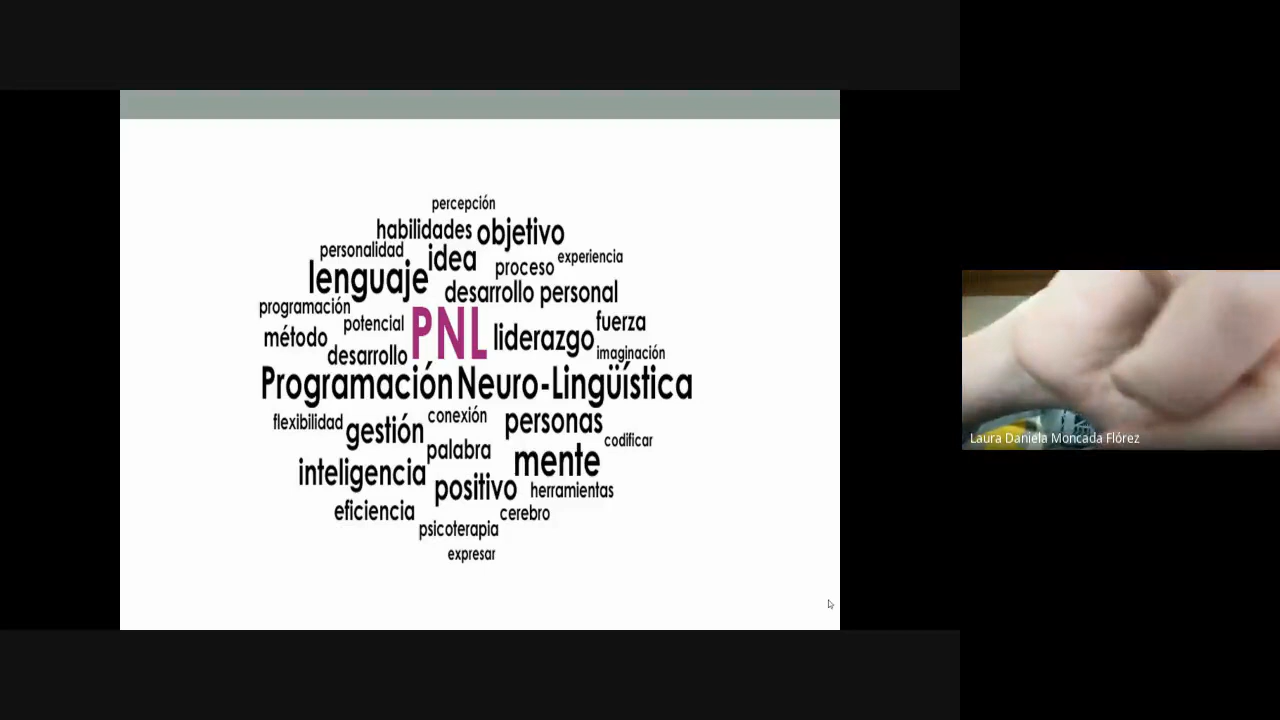 percepción
habilidades objetivo
personalidad idea proceso experiencia
lenguaje desarrollo personal
programación potencial PNL liderazgo fuerza
método desarrollo imaginación
Programación Neuro-Lingüística
flexibilidad gestión conexión personas
palabra codificar
inteligencia mente
positivo herramientas
eficiencia cerebro
psicoterapia
expresar
Laura Daniela Moncada Flórez